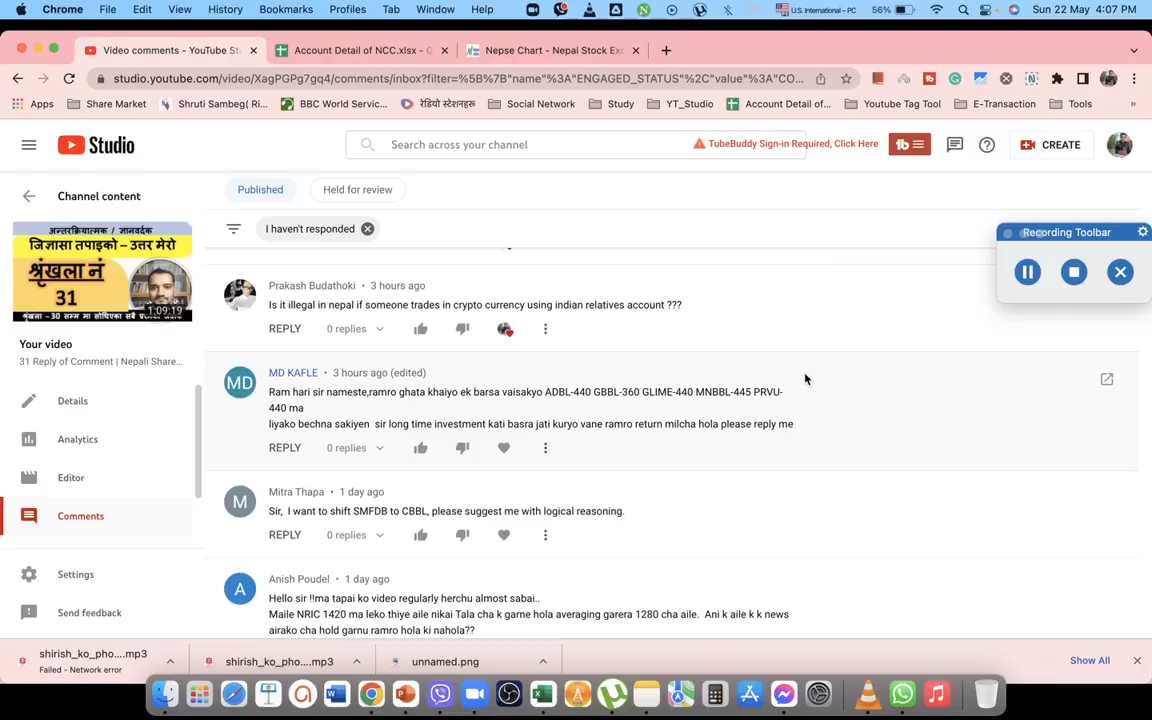 Chrome File Edit View History Bookmarks Profiles Tab Window Help U.S. International – PC 56% Sun 22 May 4:07 PM
Video comments - YouTube St Account Detail of NCC.xlsx - G Nepse Chart - Nepal Stock Exc
studio.youtube.com/video/XagPGPg7gq4/comments/inbox?filter=%5B%7B"name"%3A"ENGAGED_STATUS"%2C"value"%3A"CO...
Apps Share Market Shruti Sambeg( Ri... BBC World Servic... रेडियो स्टेशनहरू Social Network Study YT_Studio Account Detail of... Youtube Tag Tool E-Transaction Tools »
Studio Search across your channel TubeBuddy Sign-in Required, Click Here tb CREATE
Channel content
Published Held for review
I haven't responded
अन्तरक्रियात्मक / ज्ञानवर्दक
जिज्ञासा तपाइको – उत्तर मेरो
श्रृंखला नं
31
1:09:19
Your video
31 Reply of Comment | Nepali Share...
Details
Analytics
Editor
Comments
Settings
Send feedback
Recording Toolbar
Prakash Budathoki • 3 hours ago
Is it illegal in nepal if someone trades in crypto currency using indian relatives account ???
REPLY 0 replies
MD
MD KAFLE • 3 hours ago (edited)
Ram hari sir nameste,ramro ghata khaiyo ek barsa vaisakyo ADBL-440 GBBL-360 GLIME-440 MNBBL-445 PRVU-
440 ma
liyako bechna sakiyen sir long time investment kati basra jati kuryo vane ramro return milcha hola please reply me
REPLY 0 replies
M
Mitra Thapa • 1 day ago
Sir, I want to shift SMFDB to CBBL, please suggest me with logical reasoning.
REPLY 0 replies
A
Anish Poudel • 1 day ago
Hello sir !!ma tapai ko video regularly herchu almost sabai..
Maile NRIC 1420 ma leko thiye aile nikai Tala cha k garne hola averaging garera 1280 cha aile. Ani k aile k k news
airako cha hold garnu ramro hola ki nahola??
shirish_ko_pho....mp3
Failed - Network error
shirish_ko_pho....mp3
unnamed.png
Show All